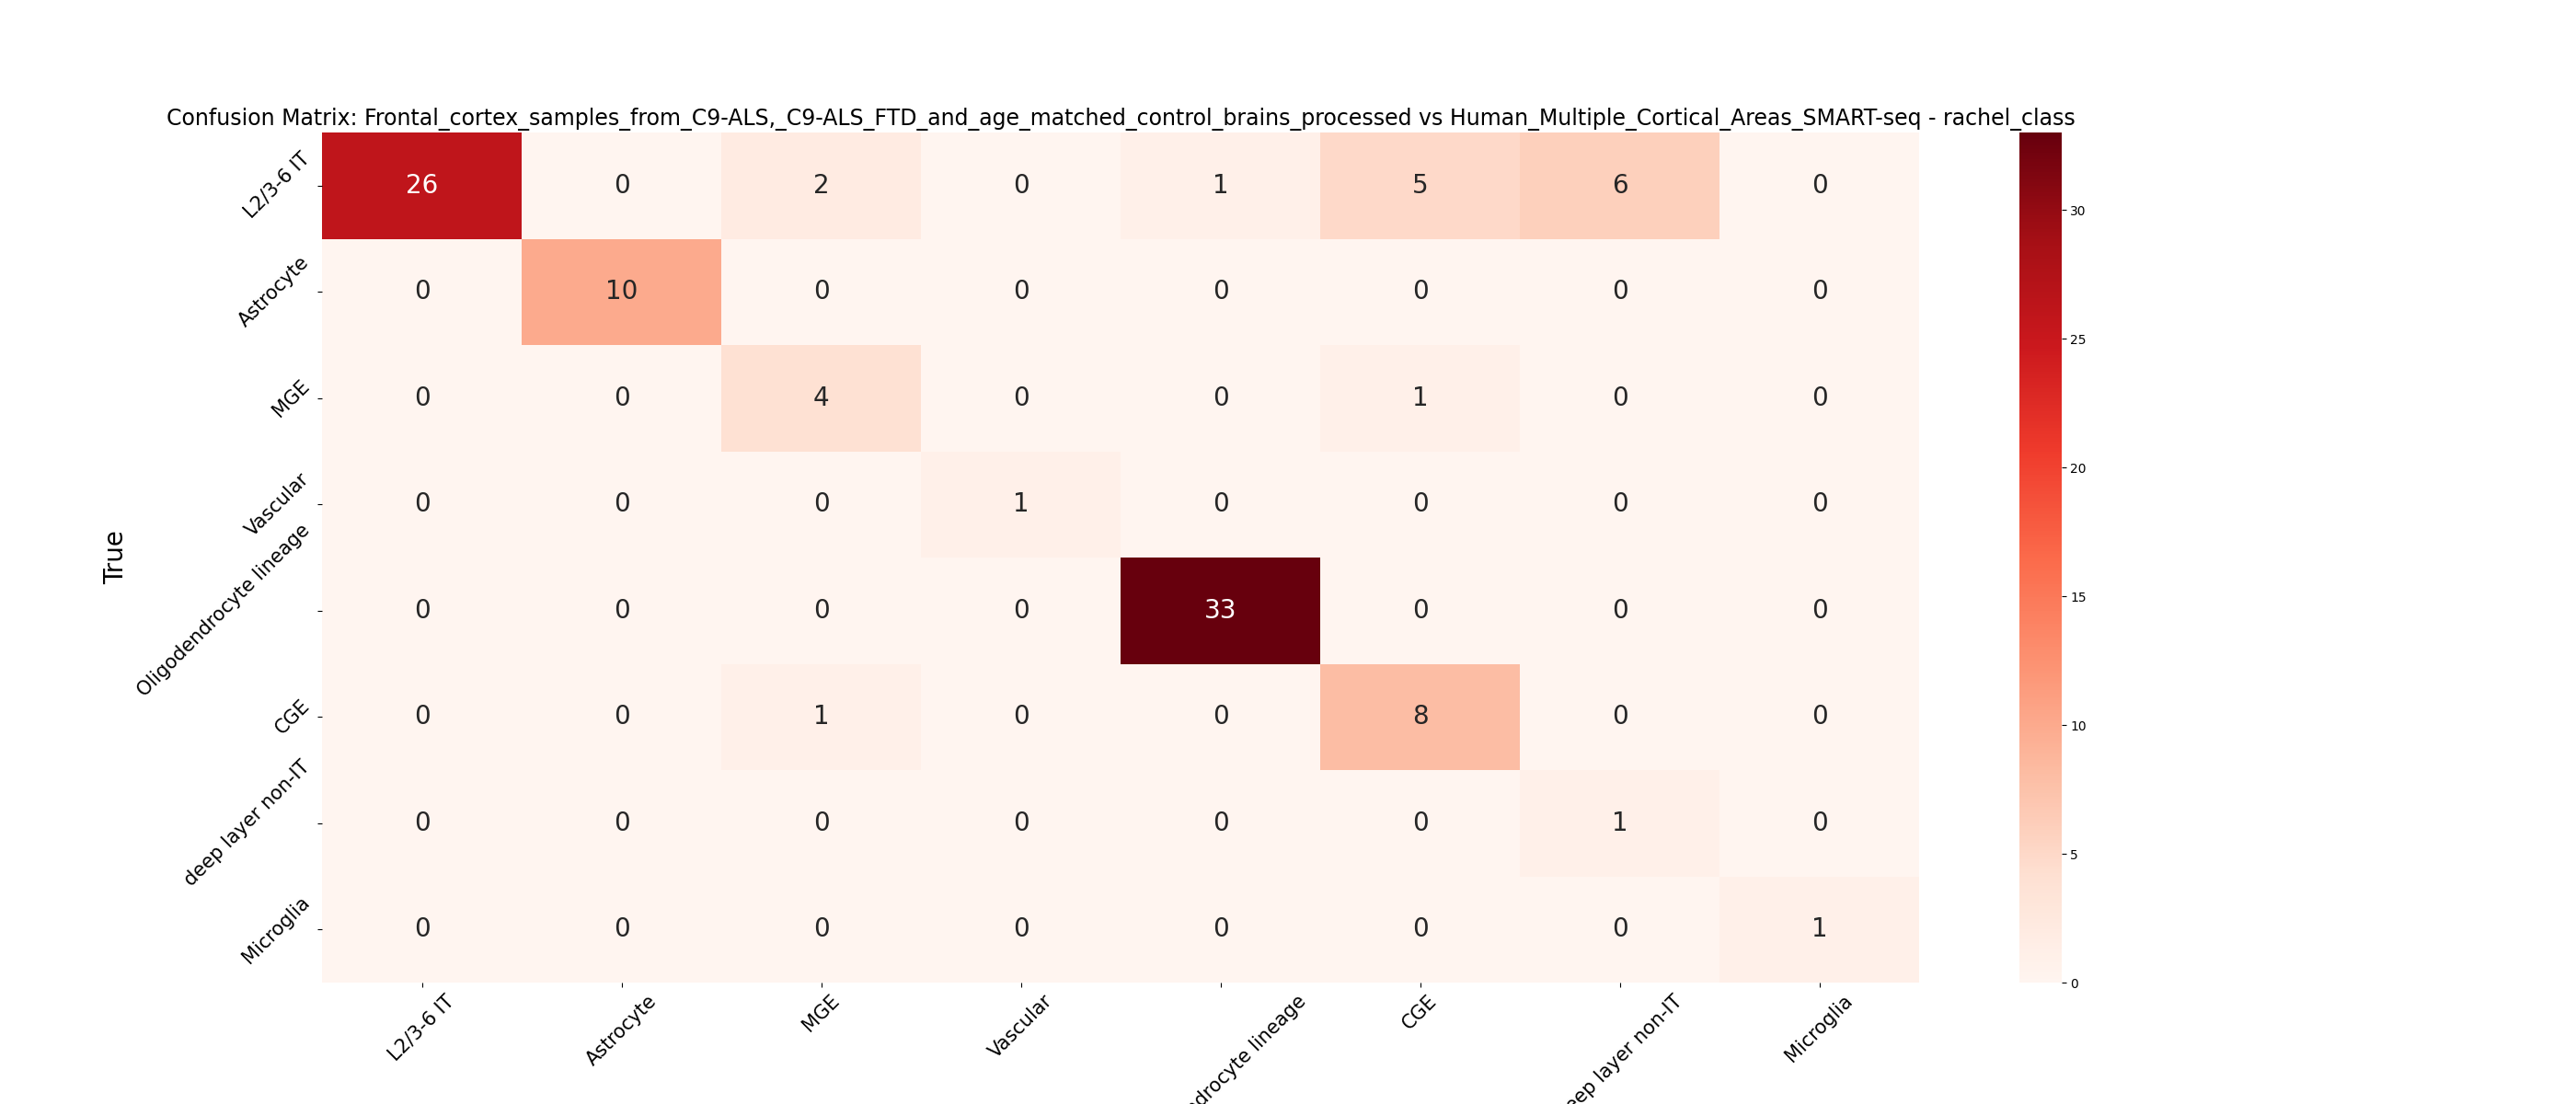 Confusion Matrix: Frontal_cortex_samples_from_C9-ALS,_C9-ALS_FTD_and_age_matched_control_brains_processed vs Human_Multiple_Cortical_Areas_SMART-seq - rachel_class
L2/3-6 IT 26 0 2 0 1 5 6 0
Astrocyte 0 10 0 0 0 0 0 0
MGE 0 0 4 0 0 1 0 0
Vascular 0 0 0 1 0 0 0 0
Oligodendrocyte lineage 0 0 0 0 33 0 0 0
CGE 0 0 1 0 0 8 0 0
deep layer non-IT 0 0 0 0 0 0 1 0
Microglia 0 0 0 0 0 0 0 1
True
L2/3-6 IT Astrocyte MGE Vascular lineage CGE layer non-IT Microglia
30
25
20
15
10
5
0